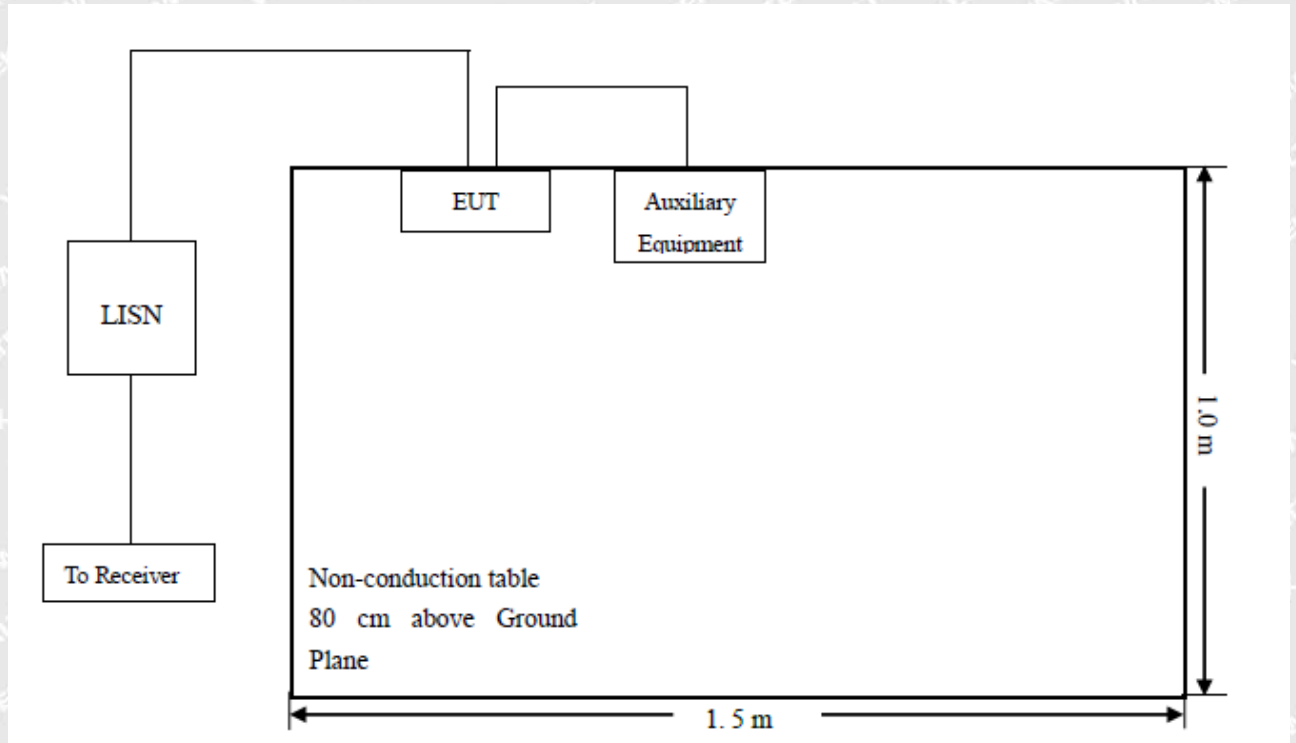 EUT
Auxiliary
Equipment
LISN
1.0 m
To Receiver
Non-conduction table
80 cm above Ground
Plane
1. 5 m